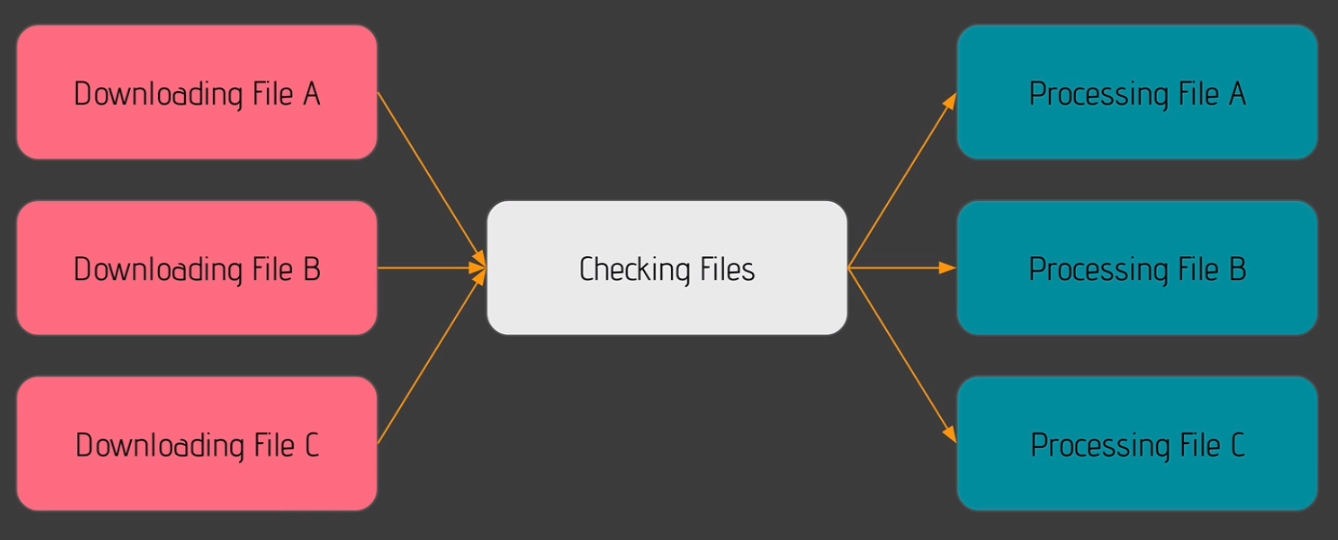 Downloading File A
Downloading File B
Downloading File C
Checking Files
Processing File A
Processing File B
Processing File C